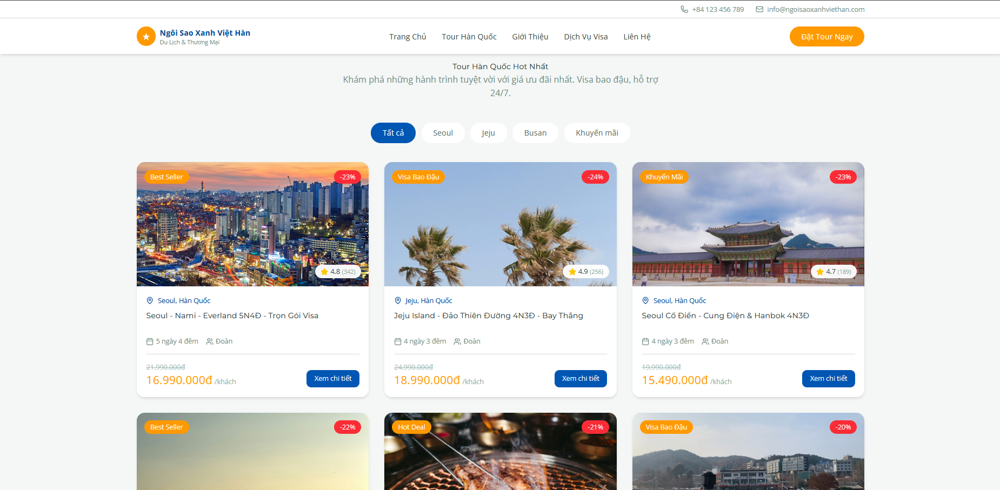 +84 123 456 789 info@ngoisaoxanhviethan.com
Ngôi Sao Xanh Việt Hàn
Du Lịch & Thương Mại
Trang Chủ Tour Hàn Quốc Giới Thiệu Dịch Vụ Visa Liên Hệ
Đặt Tour Ngay
Tour Hàn Quốc Hot Nhất
Khám phá những hành trình tuyệt vời với giá ưu đãi nhất. Visa bao đậu, hỗ trợ
24/7.
Tất cả Seoul Jeju Busan Khuyến mãi
Best Seller -23%
4.8 (342)
Seoul, Hàn Quốc
Seoul - Nami - Everland 5N4Đ - Trọn Gói Visa
5 ngày 4 đêm Đoàn
21.990.000đ
16.990.000đ /khách
Xem chi tiết
Visa Bao Đậu -24%
4.9 (256)
Jeju, Hàn Quốc
Jeju Island - Đảo Thiên Đường 4N3Đ - Bay Thẳng
4 ngày 3 đêm Đoàn
24.990.000đ
18.990.000đ /khách
Xem chi tiết
Khuyến Mãi -23%
4.7 (189)
Seoul, Hàn Quốc
Seoul Cổ Điển - Cung Điện & Hanbok 4N3Đ
4 ngày 3 đêm Đoàn
19.990.000đ
15.490.000đ /khách
Xem chi tiết
Best Seller -22%
Hot Deal -21%
Visa Bao Đậu -20%